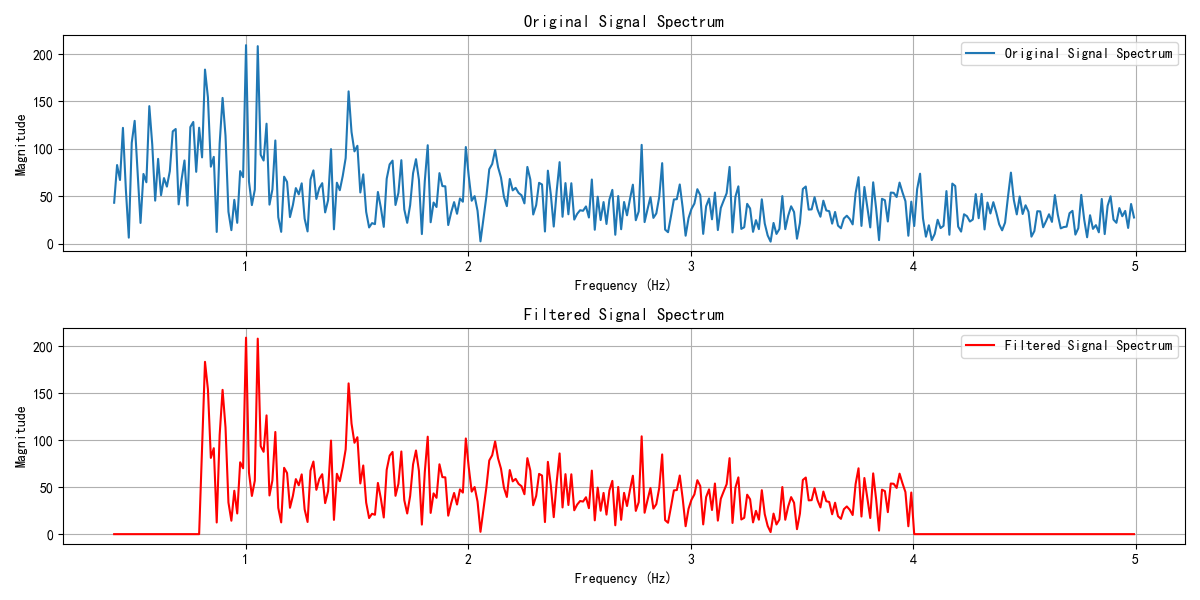 Original Signal Spectrum
Original Signal Spectrum
200
150
100
50
0
Magnitude
1 2 3 4 5
Frequency (Hz)
Filtered Signal Spectrum
Filtered Signal Spectrum
200
150
100
50
0
Magnitude
1 2 3 4 5
Frequency (Hz)